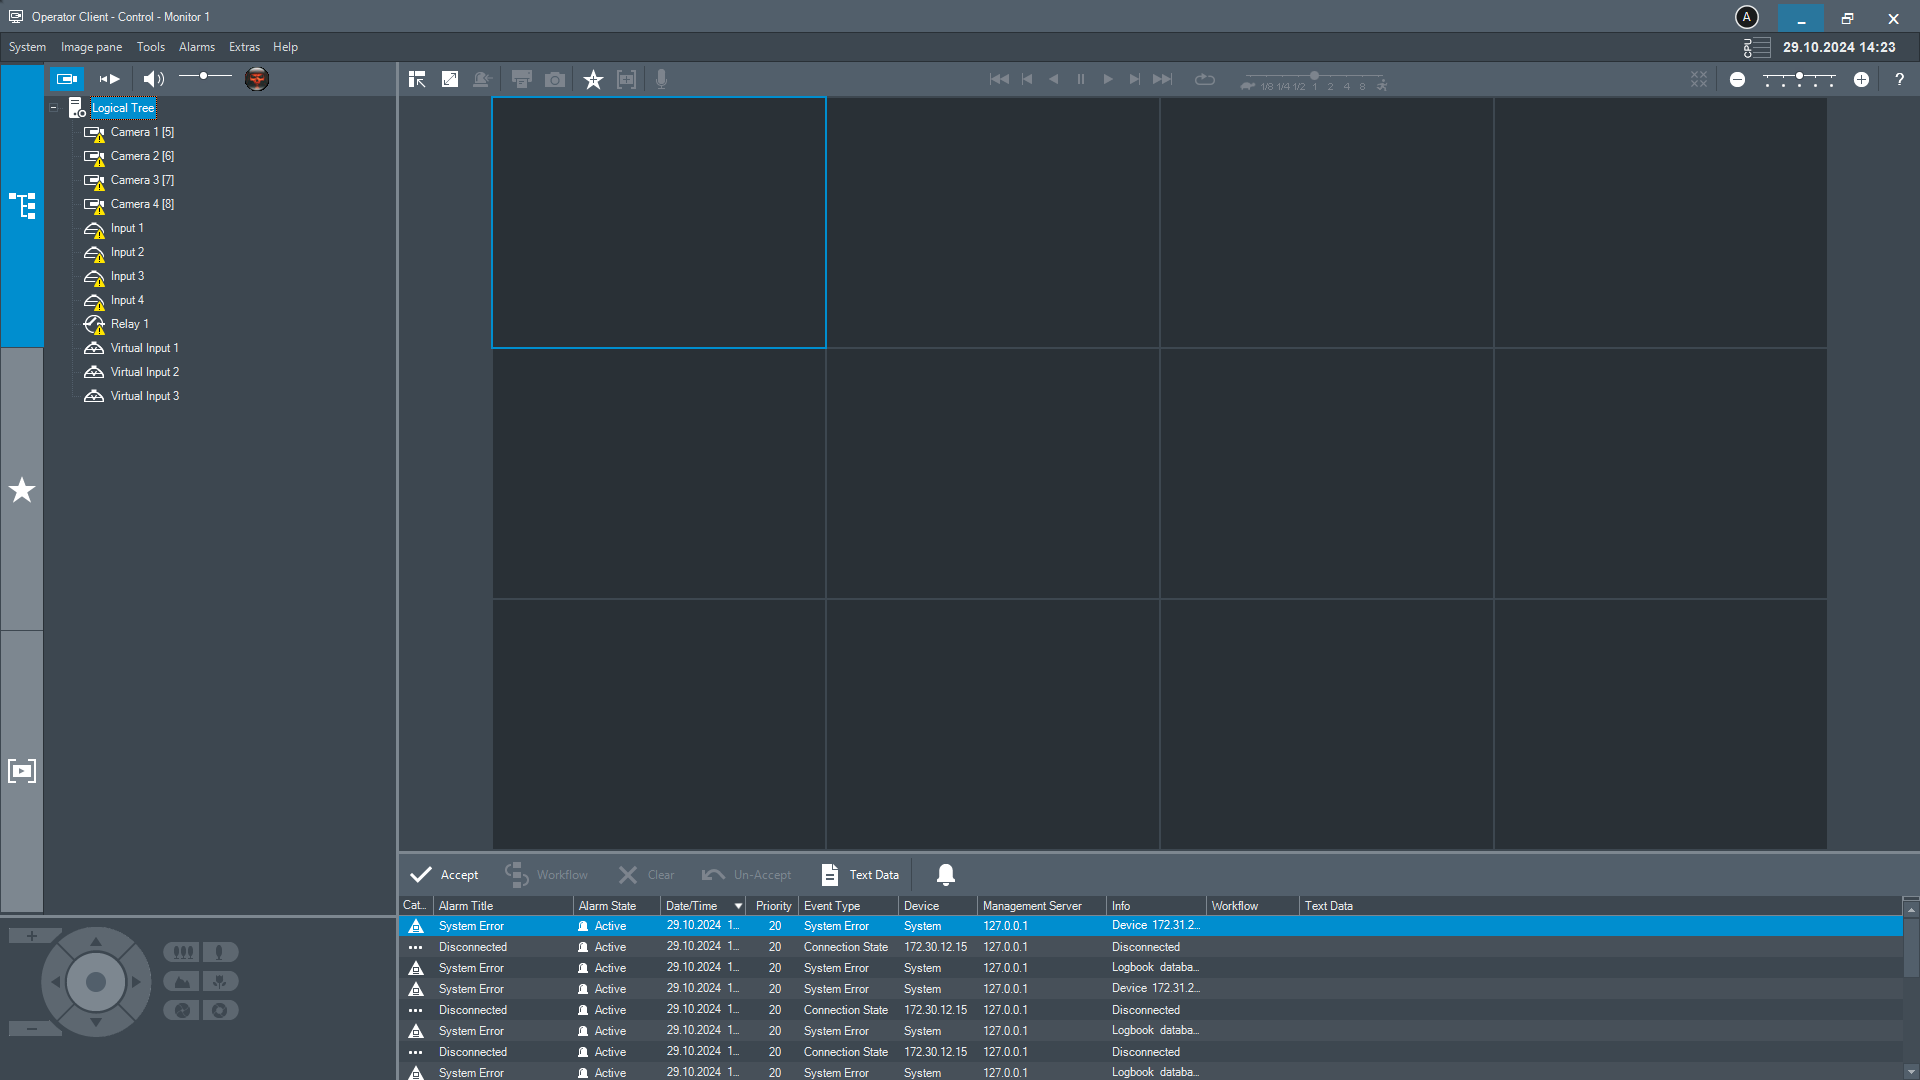 Operator Client - Control - Monitor 1
A
System Image pane Tools Alarms Extras Help
CPU
29.10.2024 14:23
1/8 1/4 1/2 1 2 4 8
?
Logical Tree
Camera 1 [5]
Camera 2 [6]
Camera 3 [7]
Camera 4 [8]
Input 1
Input 2
Input 3
Input 4
Relay 1
Virtual Input 1
Virtual Input 2
Virtual Input 3
Accept Workflow Clear Un-Accept Text Data
Cat... Alarm Title Alarm State Date/Time Priority Event Type Device Management Server Info Workflow Text Data
System Error Active 29.10.2024 1... 20 System Error System 127.0.0.1 Device 172.31.2...
Disconnected Active 29.10.2024 1... 20 Connection State 172.30.12.15 127.0.0.1 Disconnected
System Error Active 29.10.2024 1... 20 System Error System 127.0.0.1 Logbook databa...
System Error Active 29.10.2024 1... 20 System Error System 127.0.0.1 Device 172.31.2...
Disconnected Active 29.10.2024 1... 20 Connection State 172.30.12.15 127.0.0.1 Disconnected
System Error Active 29.10.2024 1... 20 System Error System 127.0.0.1 Logbook databa...
Disconnected Active 29.10.2024 1... 20 Connection State 172.30.12.15 127.0.0.1 Disconnected
System Error Active 29.10.2024 1... 20 System Error System 127.0.0.1 Logbook databa...